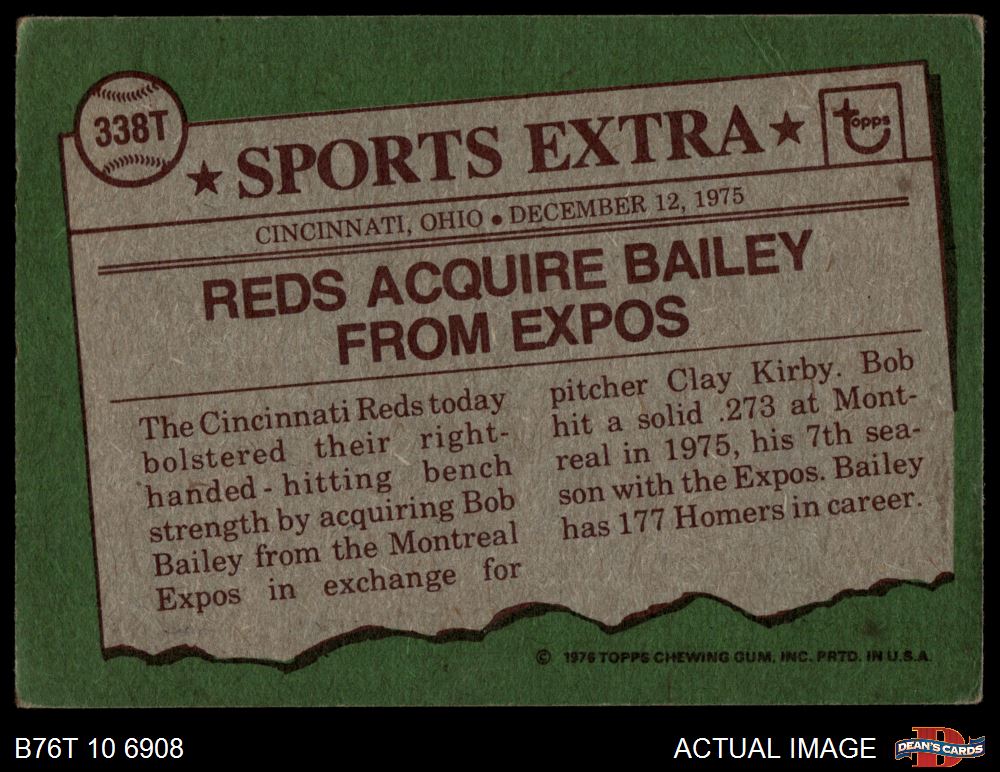 338T
★ SPORTS EXTRA ★
topps
CINCINNATI, OHIO ● DECEMBER 12, 1975
REDS ACQUIRE BAILEY
FROM EXPOS
The Cincinnati Reds today
bolstered their right-
handed-hitting bench
strength by acquiring Bob
Bailey from the Montreal
Expos in exchange for
pitcher Clay Kirby. Bob
hit a solid .273 at Mont-
real in 1975, his 7th sea-
son with the Expos. Bailey
has 177 Homers in career.
© 1976 TOPPS CHEWING GUM, INC. PRTD. IN U.S.A.
B76T 10 6908
ACTUAL IMAGE
D
DEAN'S CARDS